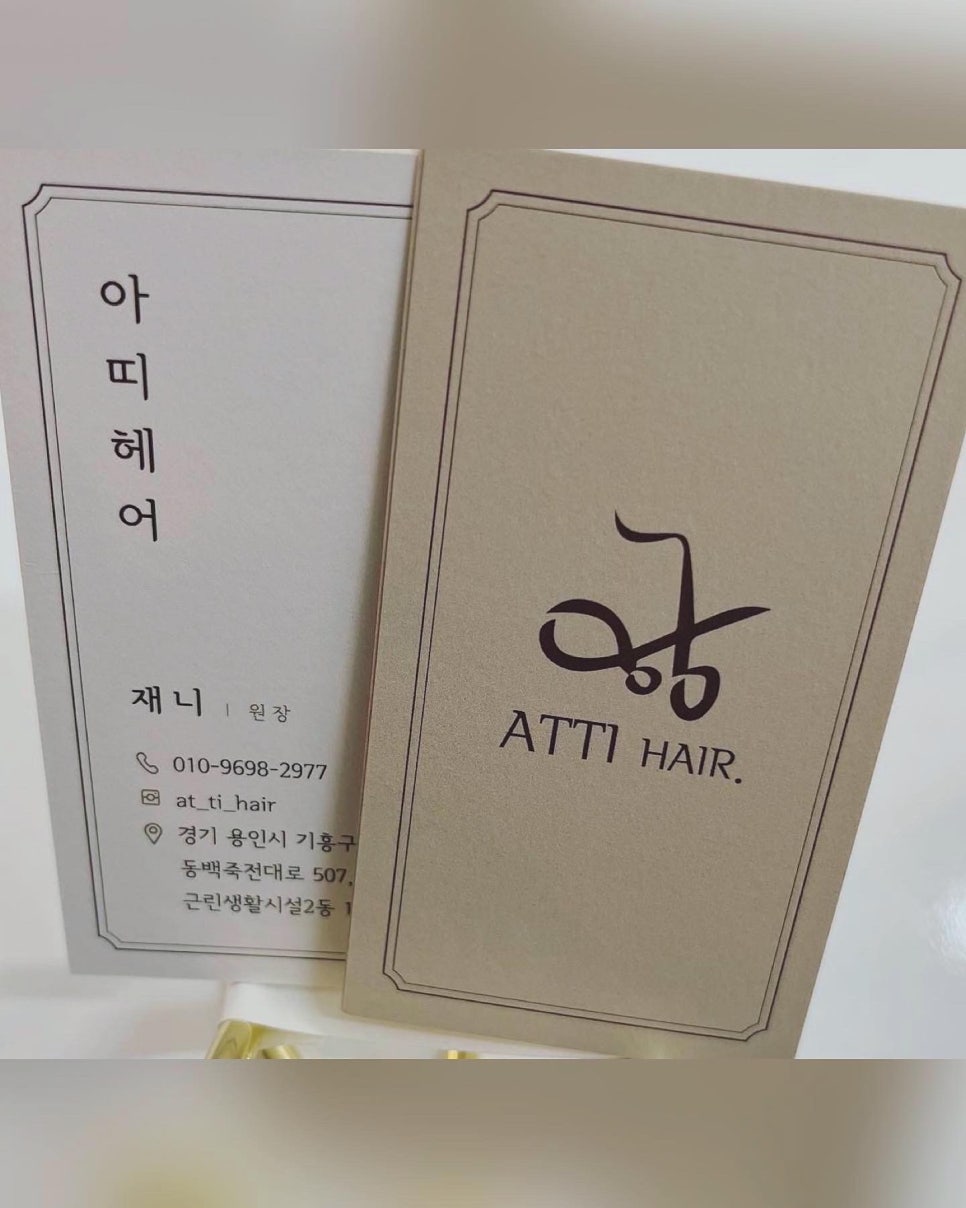 아띠헤어
재니 | 원장
010-9698-2977
at_ti_hair
경기 용인시 기흥구
동백죽전대로 507,
근린생활시설2동 1
ATTI HAIR.